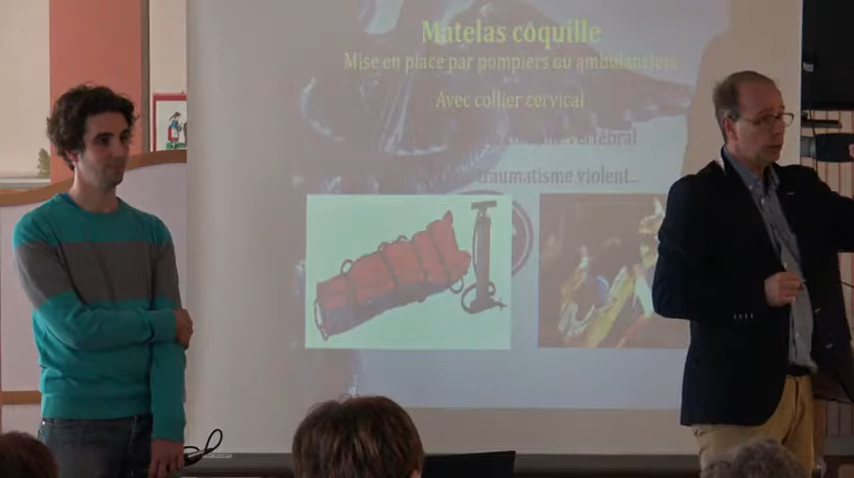 Matelas coquille
Mise en place par pompiers ou ambulanciers
Avec collier cervical
vertébral
traumatisme violent...